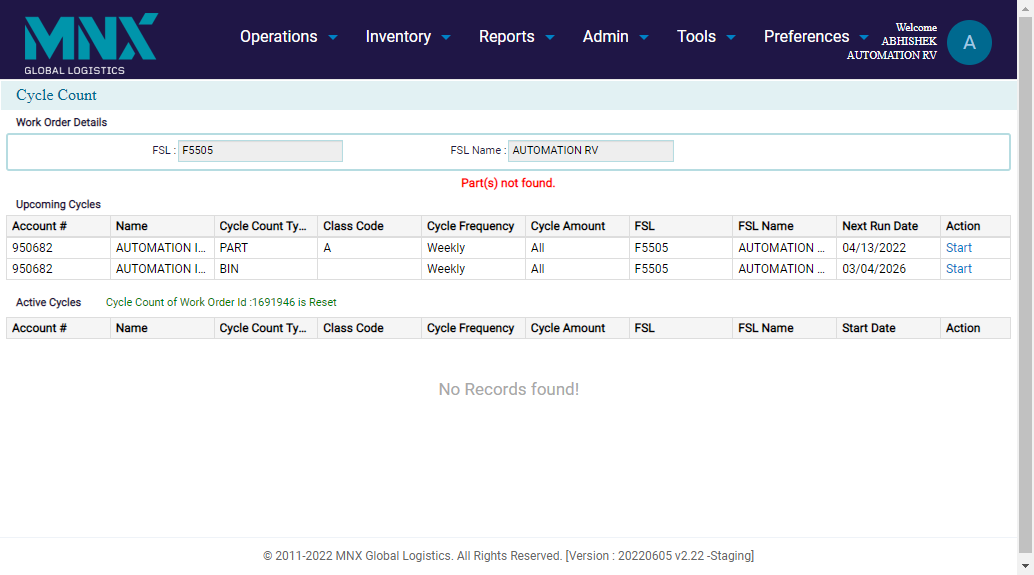 MNX
GLOBAL LOGISTICS
Operations Inventory Reports Admin Tools Preferences
Welcome
ABHISHEK
AUTOMATION RV
A
Cycle Count
Work Order Details
FSL : F5505 FSL Name : AUTOMATION RV
Part(s) not found.
Upcoming Cycles
Account # Name Cycle Count Ty... Class Code Cycle Frequency Cycle Amount FSL FSL Name Next Run Date Action
950682 AUTOMATION I... PART A Weekly All F5505 AUTOMATION ... 04/13/2022 Start
950682 AUTOMATION I... BIN Weekly All F5505 AUTOMATION ... 03/04/2026 Start
Active Cycles Cycle Count of Work Order Id :1691946 is Reset
Account # Name Cycle Count Ty... Class Code Cycle Frequency Cycle Amount FSL FSL Name Start Date Action
No Records found!
© 2011-2022 MNX Global Logistics. All Rights Reserved. [Version : 20220605 v2.22 -Staging]